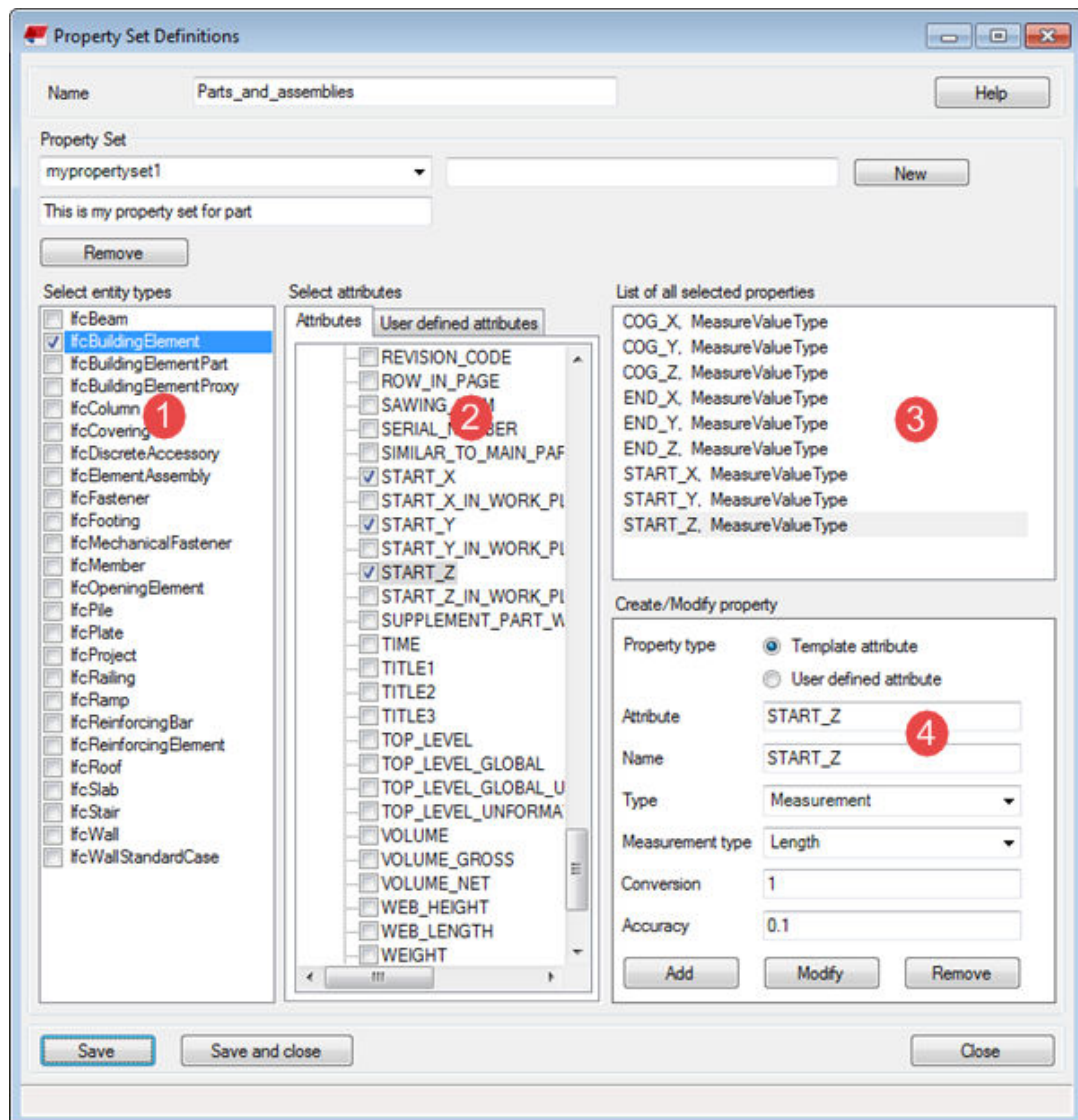 Property Set Definitions
Name
Parts_and_assemblies
Help
Property Set
mypropertyset1
New
This is my property set for part
Remove
Select entity types
IfcBeam
IfcBuildingElement
IfcBuildingElementPart
IfcBuildingElementProxy
IfcColumn
IfcCovering
IfcDiscreteAccessory
IfcElementAssembly
IfcFastener
IfcFooting
IfcMechanicalFastener
IfcMember
IfcOpeningElement
IfcPile
IfcPlate
IfcProject
IfcRailing
IfcRamp
IfcReinforcingBar
IfcReinforcingElement
IfcRoof
IfcSlab
IfcStair
IfcWall
IfcWallStandardCase
1
Select attributes
Attributes
User defined attributes
REVISION_CODE
ROW_IN_PAGE
SERIAL_N
BER
SIMILAR_TO_MAIN_PAR
START_X
START_X_IN_WORK_PL
START_Y
START_Y_IN_WORK_PL
START_Z
START_Z_IN_WORK_PL
SUPPLEMENT_PART_W
TIME
TITLE1
TITLE2
TITLE3
TOP_LEVEL
TOP_LEVEL_GLOBAL
TOP_LEVEL_GLOBAL_U
TOP_LEVEL_UNFORMA
VOLUME
VOLUME_GROSS
VOLUME_NET
WEB_HEIGHT
WEB_LENGTH
WEIGHT
2
List of all selected properties
COG_X, MeasureValueType
COG_Y, MeasureValueType
COG_Z, MeasureValueType
END_X, MeasureValueType
END_Y, MeasureValueType
END_Z, MeasureValueType
START_X, MeasureValueType
START_Y, MeasureValueType
START_Z, MeasureValueType
3
Create/Modify property
Property type
Template attribute
User defined attribute
Attribute
START_Z
4
Name
START_Z
Type
Measurement
Measurement type
Length
Conversion
1
Accuracy
0.1
Add
Modify
Remove
Save
Save and close
Close